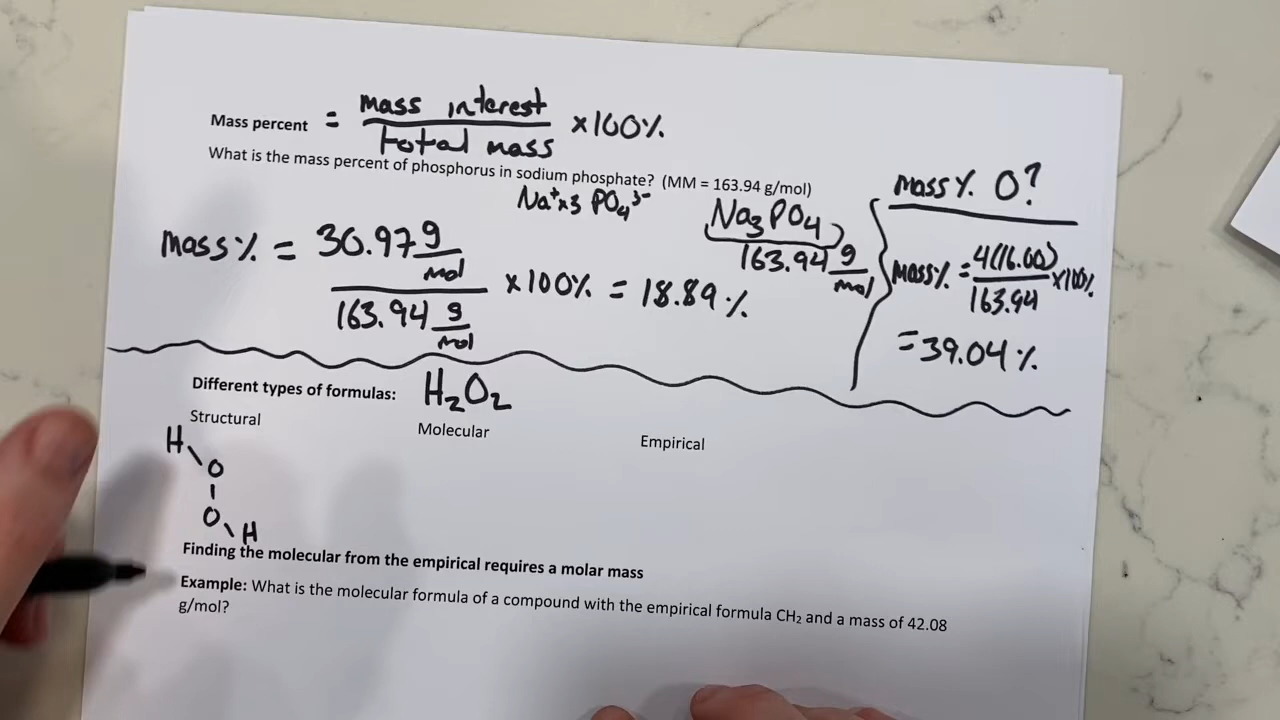 Mass percent = mass interest / total mass ×100%
What is the mass percent of phosphorus in sodium phosphate? (MM = 163.94 g/mol)
Na⁺×3 PO₄³⁻
Na₃PO₄
163.94 g/mol
mass% = 30.97 g/mol / 163.94 g/mol ×100% = 18.89%
mass% O?
mass% = 4(16.00) / 163.94 ×100%
= 39.04%
Different types of formulas: H₂O₂
Structural Molecular Empirical
H
O
O
H
Finding the molecular from the empirical requires a molar mass
Example: What is the molecular formula of a compound with the empirical formula CH₂ and a mass of 42.08
g/mol?